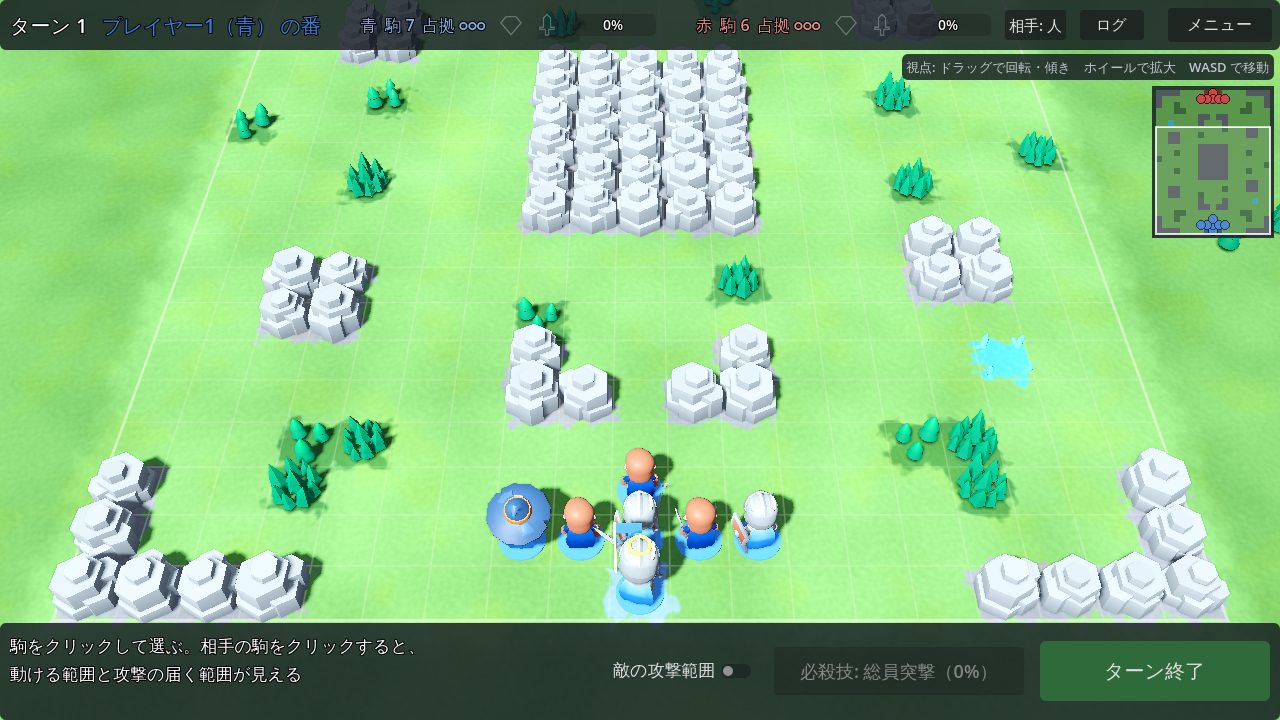 ターン 1 プレイヤー1（青）の番 青 駒 7 占拠 0% 赤 駒 6 占拠 0% 相手: 人 ログ メニュー
視点: ドラッグで回転・傾き ホイールで拡大 WASD で移動
駒をクリックして選ぶ。相手の駒をクリックすると、
動ける範囲と攻撃の届く範囲が見える
敵の攻撃範囲 必殺技: 総員突撃（0%） ターン終了